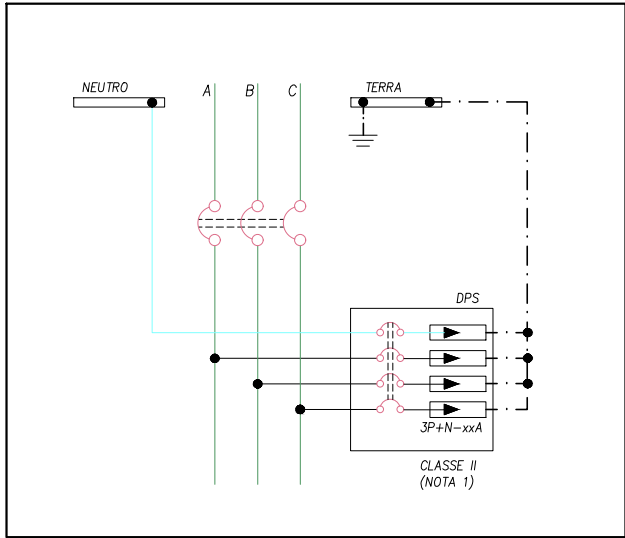 NEUTRO
A
B
C
TERRA
DPS
3P+N-xxA
CLASSE II
(NOTA 1)